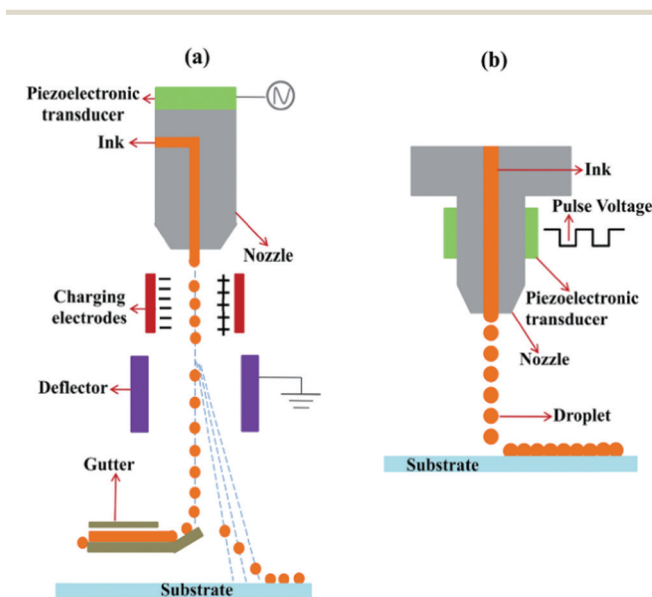 (a)
Piezoelectronic
transducer
Ink
Nozzle
Charging
electrodes
Deflector
Gutter
Substrate
(b)
Ink
Pulse Voltage
Piezoelectronic
transducer
Nozzle
Droplet
Substrate